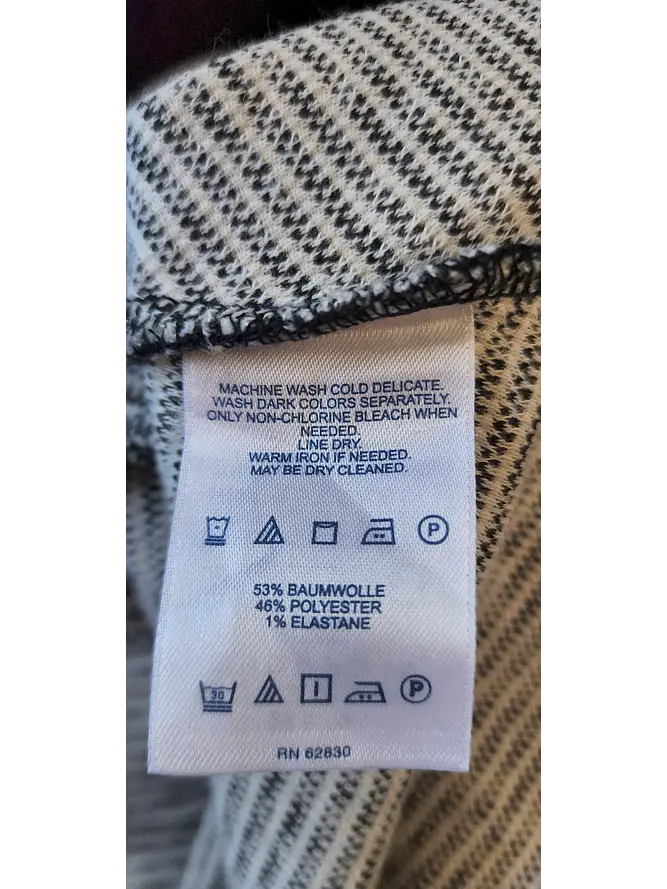 MACHINE WASH COLD DELICATE.
WASH DARK COLORS SEPARATELY.
ONLY NON-CHLORINE BLEACH WHEN
NEEDED.
LINE DRY.
WARM IRON IF NEEDED.
MAY BE DRY CLEANED.
P
53% BAUMWOLLE
46% POLYESTER
1% ELASTANE
30 P
RN 62830